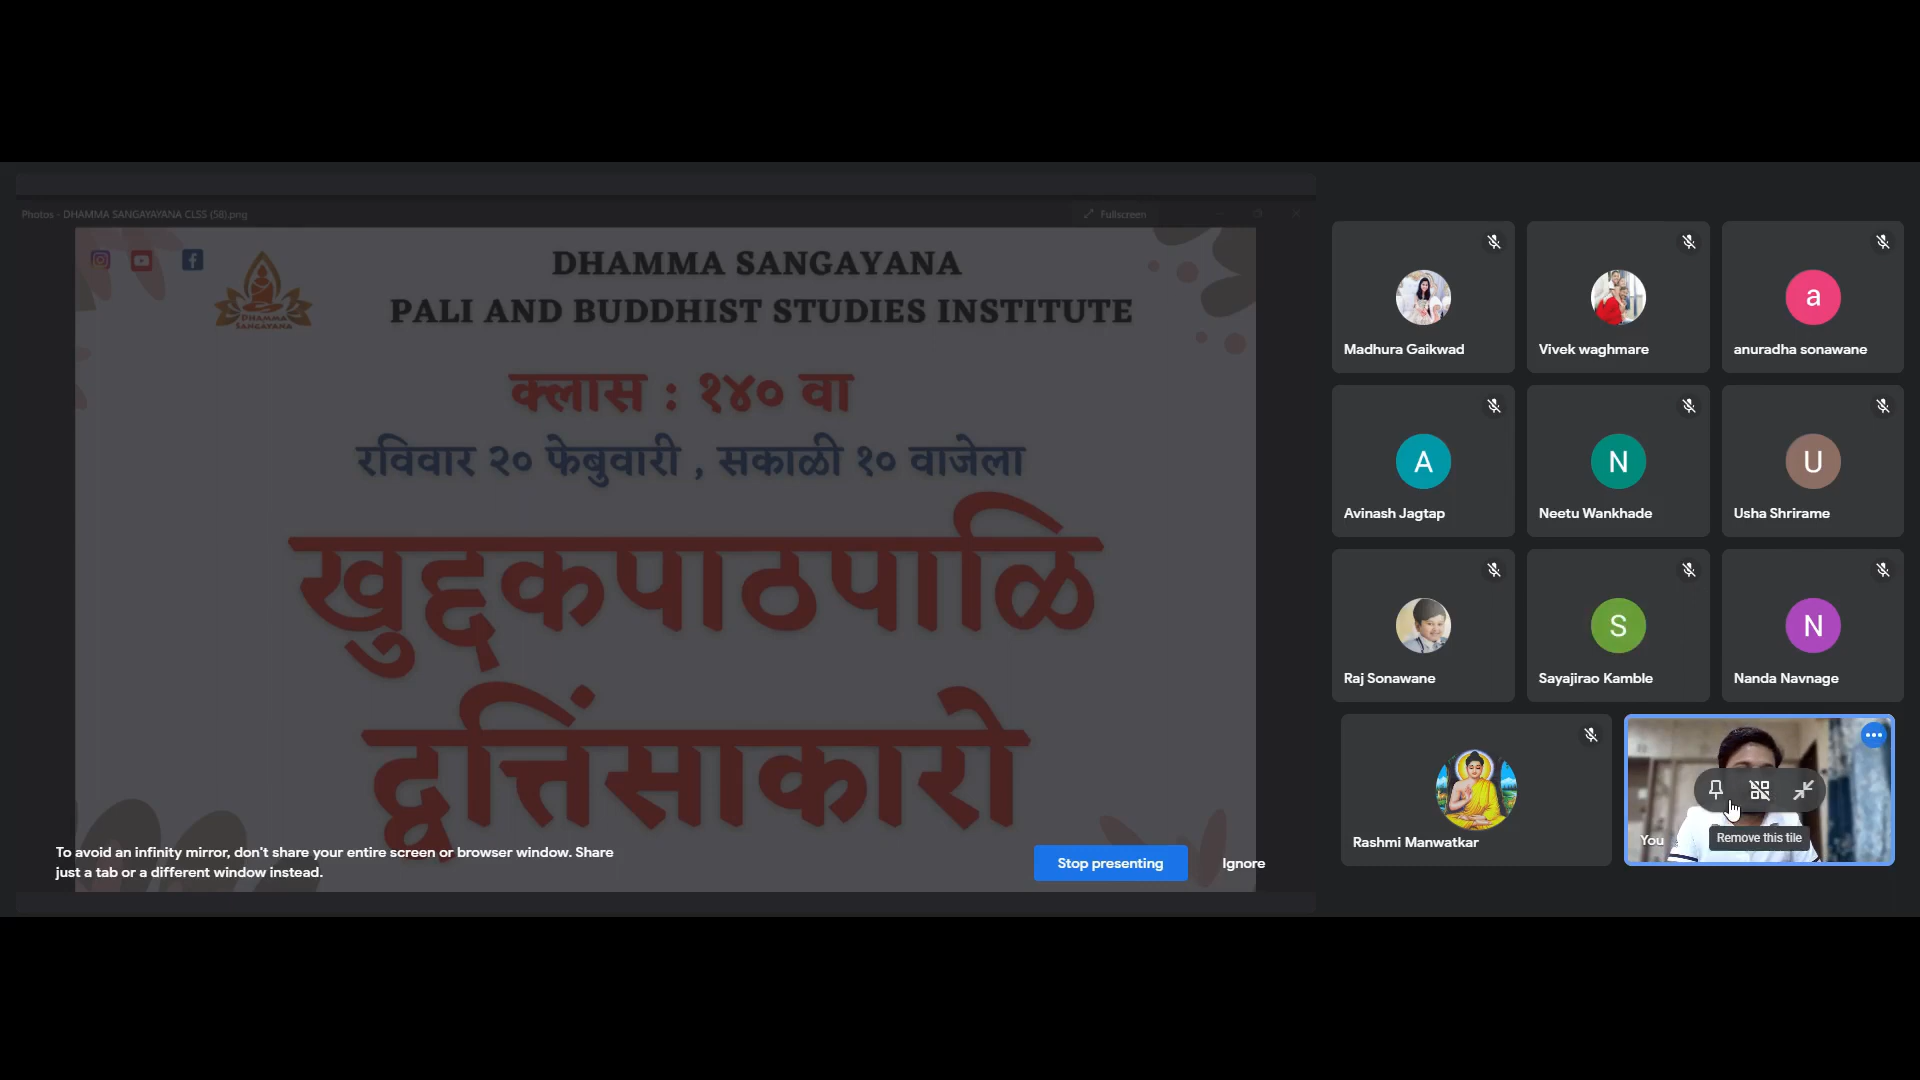 Photos - DHAMMA SANGAYAYANA CLSS (58).png
Fullscreen
DHAMMA SANGAYANA
DHAMMA SANGAYANA
PALI AND BUDDHIST STUDIES INSTITUTE
क्लास : १४० वा
रविवार २० फेबुवारी , सकाळी १० वाजेला
खुद्दकपाठपाळि
द्वत्तिंसाकारो
To avoid an infinity mirror, don't share your entire screen or browser window. Share
just a tab or a different window instead.
Stop presenting
Ignore
Madhura Gaikwad
Vivek waghmare
a
anuradha sonawane
A
Avinash Jagtap
N
Neetu Wankhade
U
Usha Shrirame
Raj Sonawane
S
Sayajirao Kamble
N
Nanda Navnage
Rashmi Manwatkar
You
Remove this tile